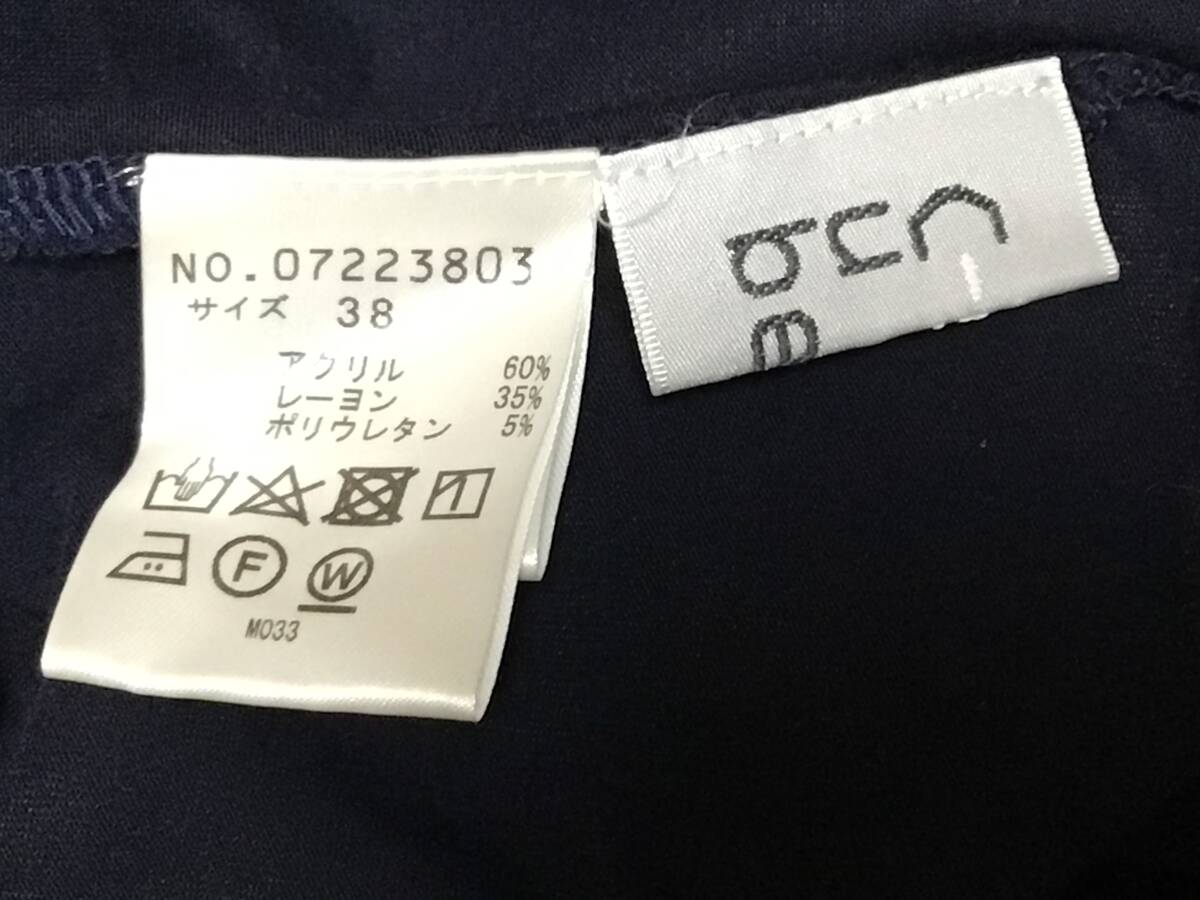 NO.07223803
サイズ 38
アクリル 60%
レーヨン 35%
ポリウレタン 5%
F
W
M033